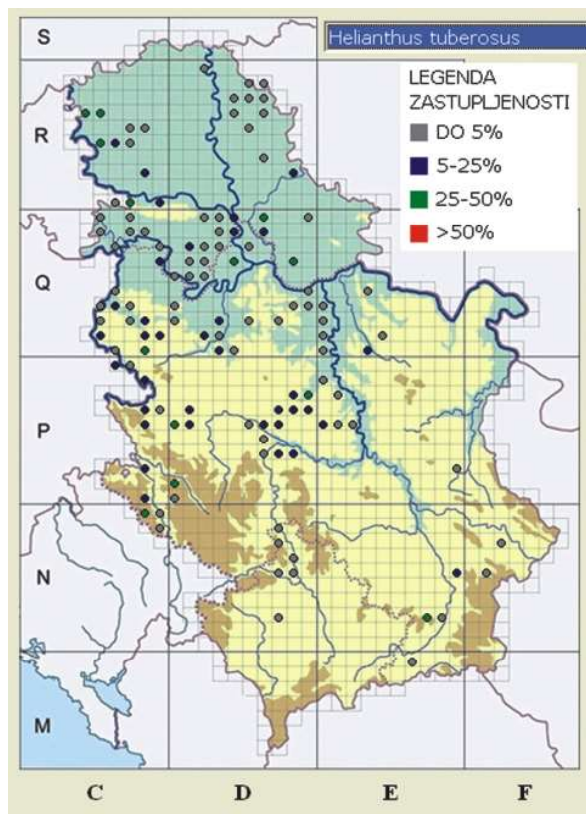 Helianthus tuberosus
LEGENDA
ZASTUPLJENOSTI
DO 5%
5-25%
25-50%
>50%
S
R
Q
P
N
M
C D E F